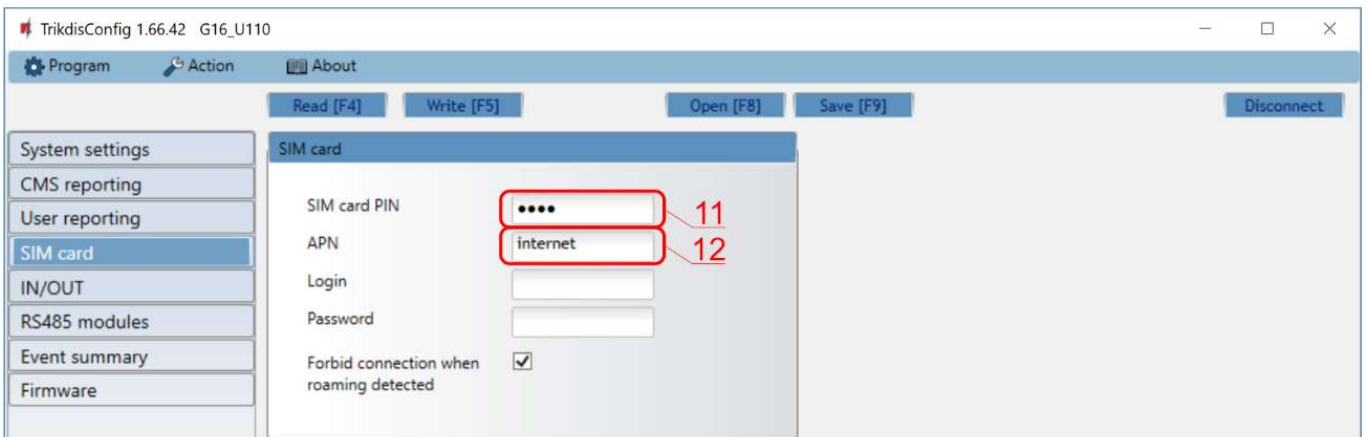 TrikdisConfig 1.66.42 G16_U110
Program Action About
Read [F4] Write [F5] Open [F8] Save [F9] Disconnect
System settings
CMS reporting
User reporting
SIM card
IN/OUT
RS485 modules
Event summary
Firmware
SIM card
SIM card PIN •••• 11
APN internet 12
Login
Password
Forbid connection when
roaming detected